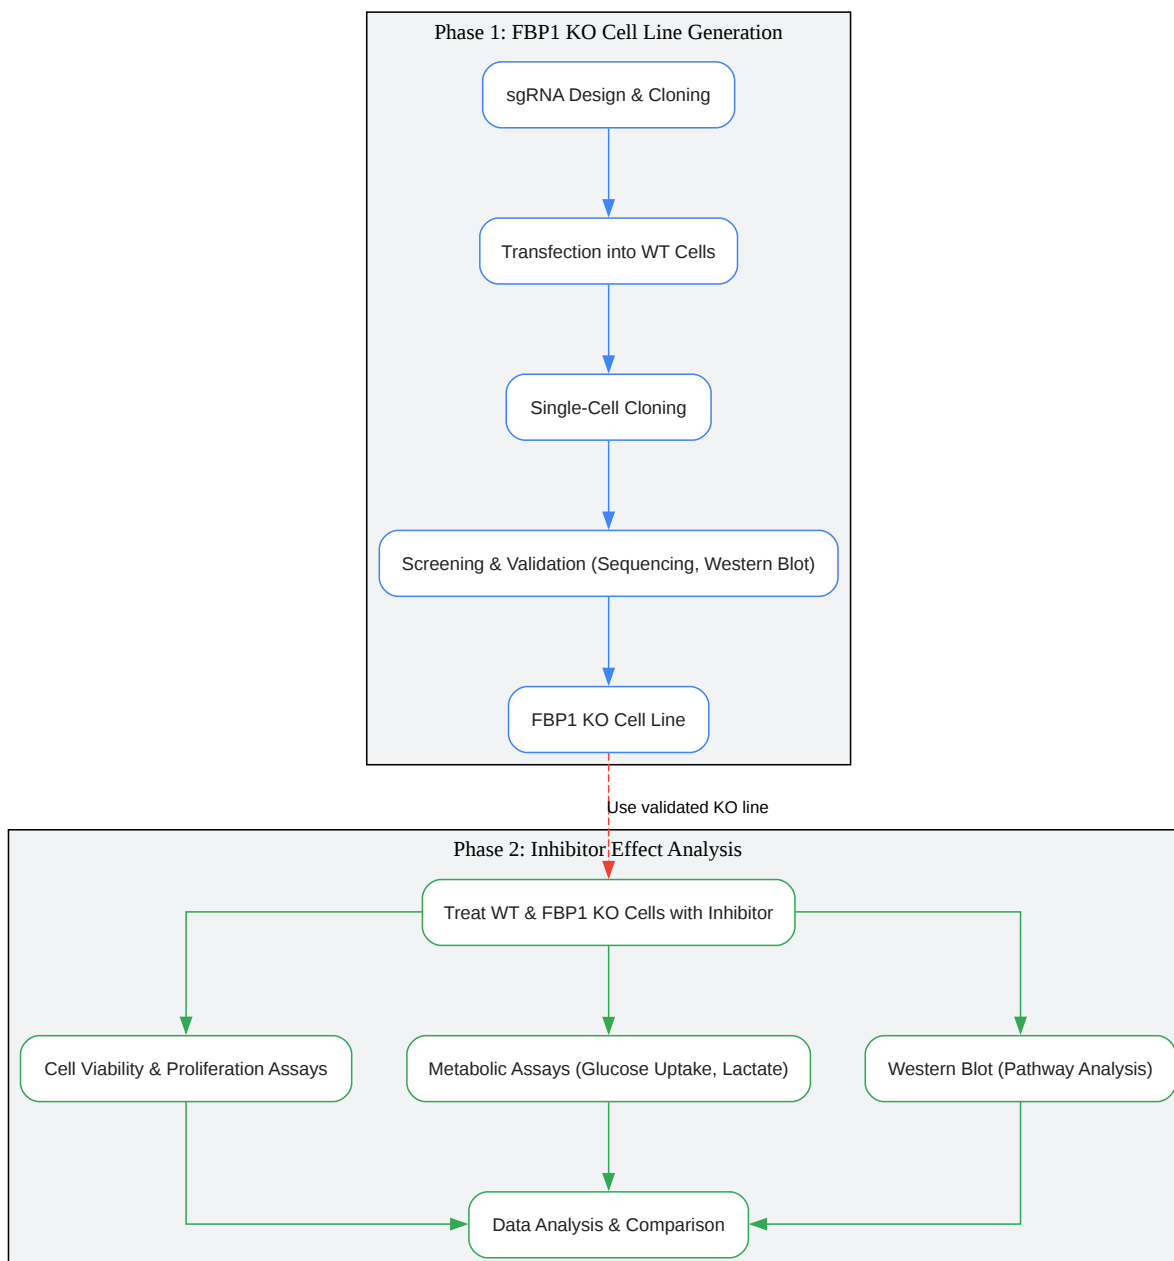 Phase 1: FBP1 KO Cell Line Generation
sgRNA Design & Cloning
Transfection into WT Cells
Single-Cell Cloning
Screening & Validation (Sequencing, Western Blot)
FBP1 KO Cell Line
Use validated KO line
Phase 2: Inhibitor Effect Analysis
Treat WT & FBP1 KO Cells with Inhibitor
Cell Viability & Proliferation Assays
Metabolic Assays (Glucose Uptake, Lactate)
Western Blot (Pathway Analysis)
Data Analysis & Comparison